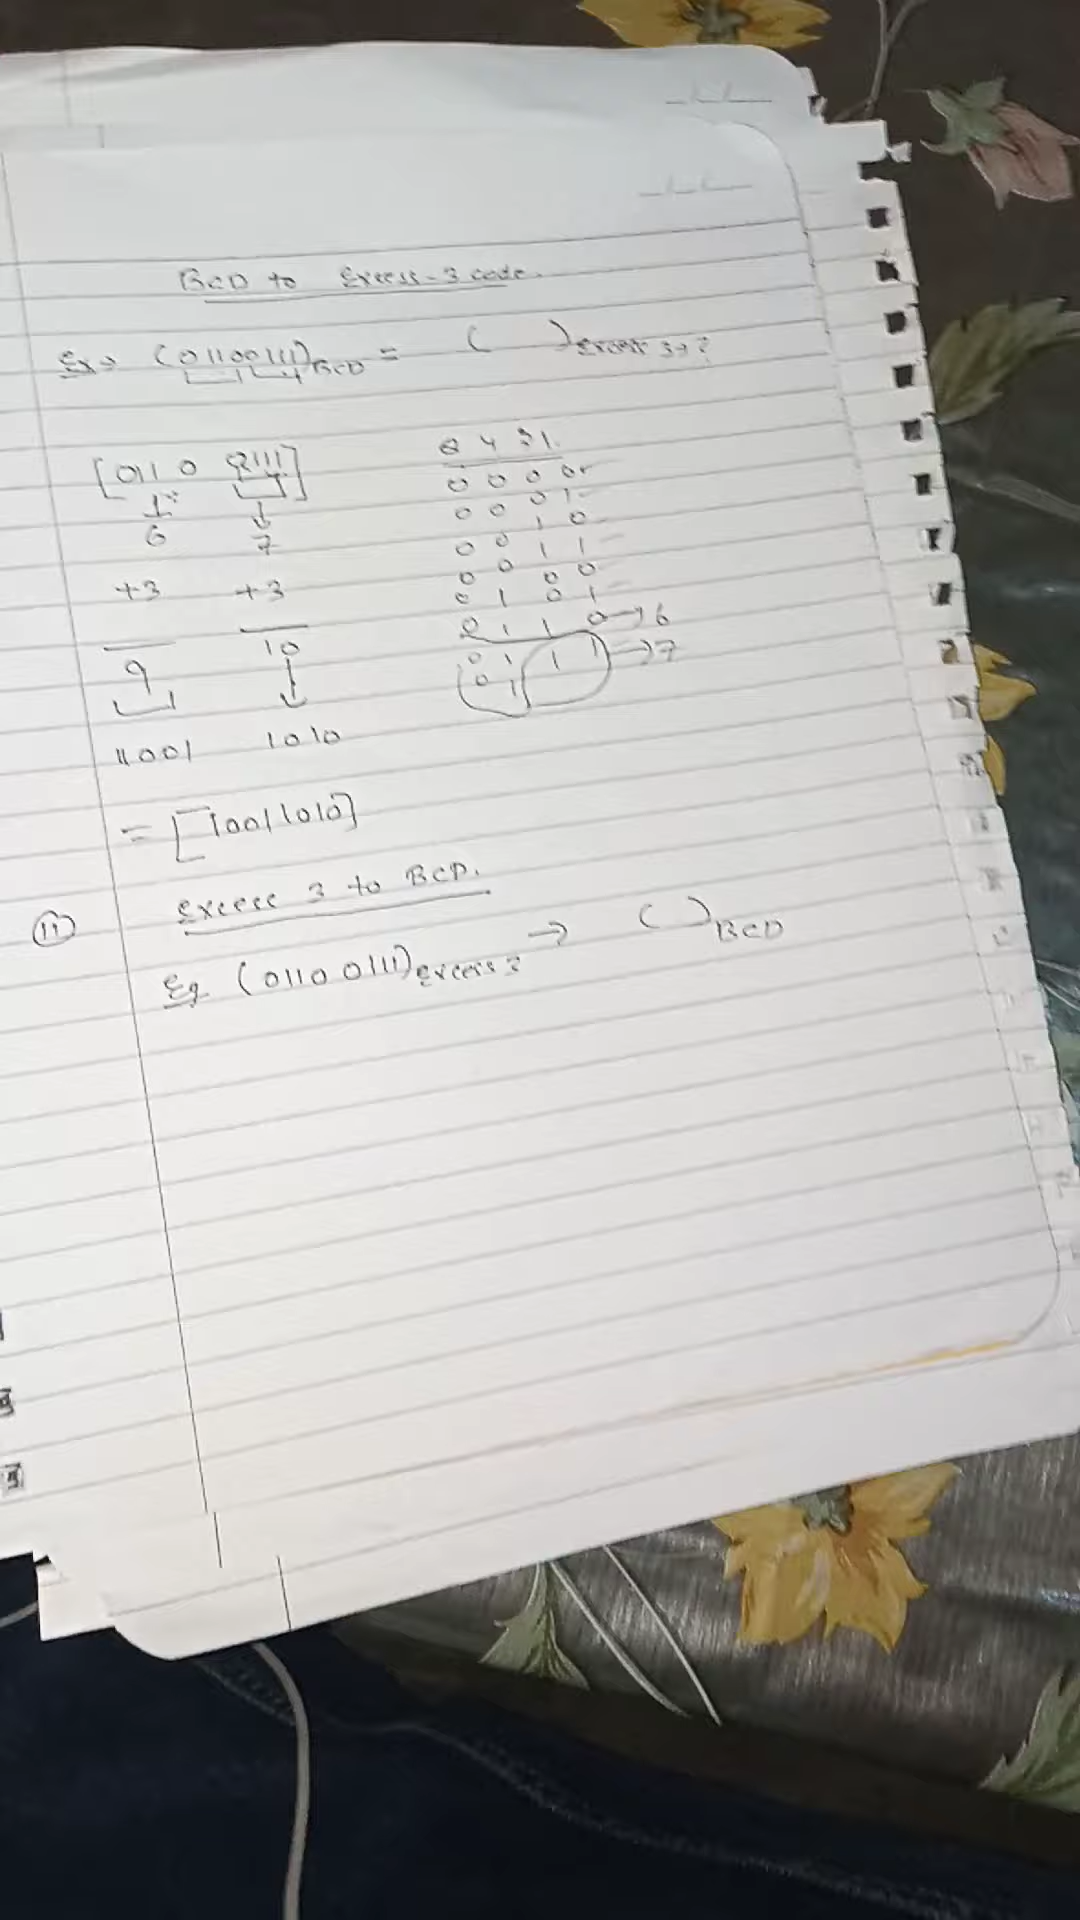 BCD to Excess-3 code.
Ex→ (01100111)BCD = ( )Excess 3→?
[0110 0111]
6 7
+3 +3
9 10
1001 1010
8 4 2 1.
0 0 0 0
0 0 0 1
0 0 1 0
0 0 1 1
0 1 0 0
0 1 0 1
0 1 1 0→6
0 1 1 1→7
= [10011010]
(ii) Excess 3 to BCD.
Eg (0110 0111)excess 3 → ( )BCD